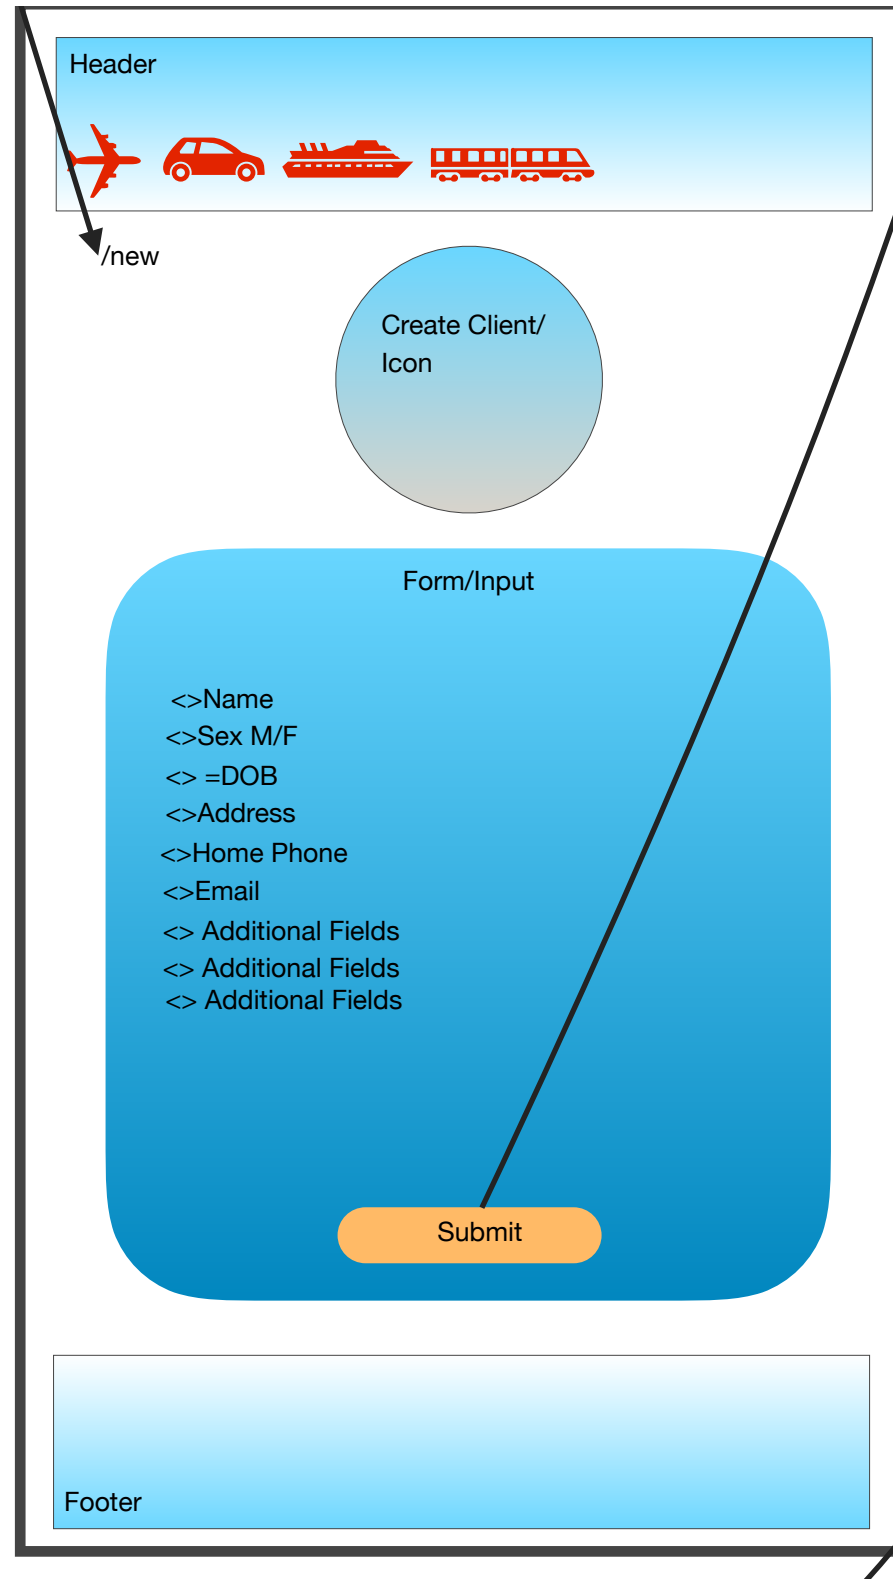 Header
/new
Create Client/
Icon
Form/Input
<>Name
<>Sex M/F
<> =DOB
<>Address
<>Home Phone
<>Email
<> Additional Fields
<> Additional Fields
<> Additional Fields
Submit
Footer